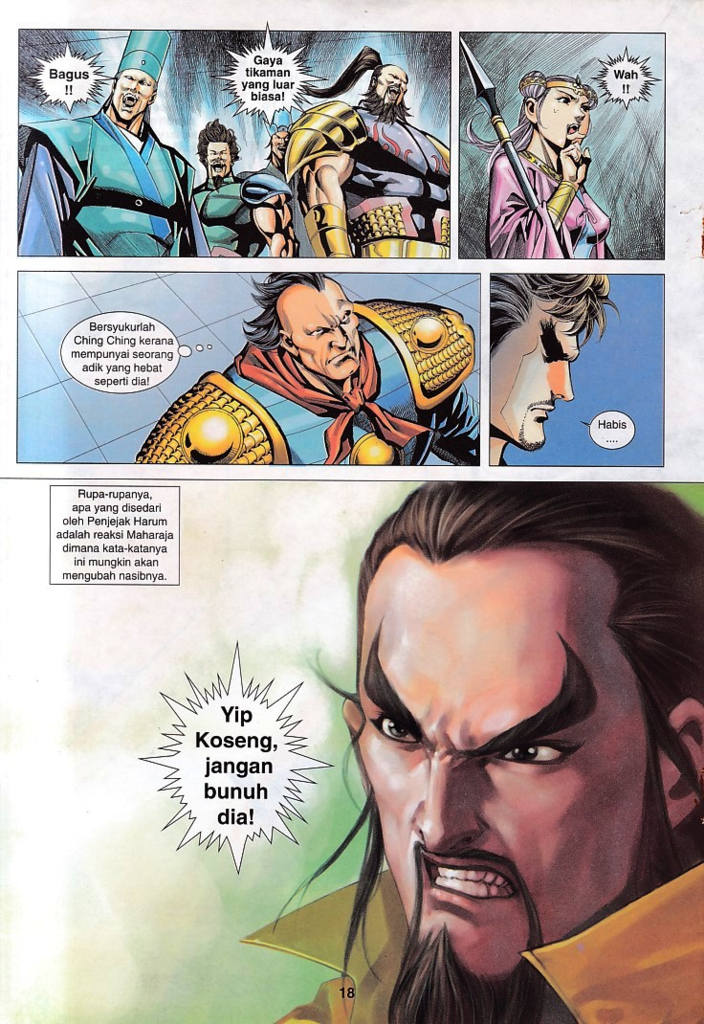 Bagus
!!
Gaya
tikaman
yang luar
biasa!
Wah
!!
Bersyukurlah
Ching Ching kerana
mempunyai seorang
adik yang hebat
seperti dia!
Habis
....
Rupa-rupanya,
apa yang disedari
oleh Penjejak Harum
adalah reaksi Maharaja
dimana kata-katanya
ini mungkin akan
mengubah nasibnya.
Yip
Koseng,
jangan
bunuh
dia!
18